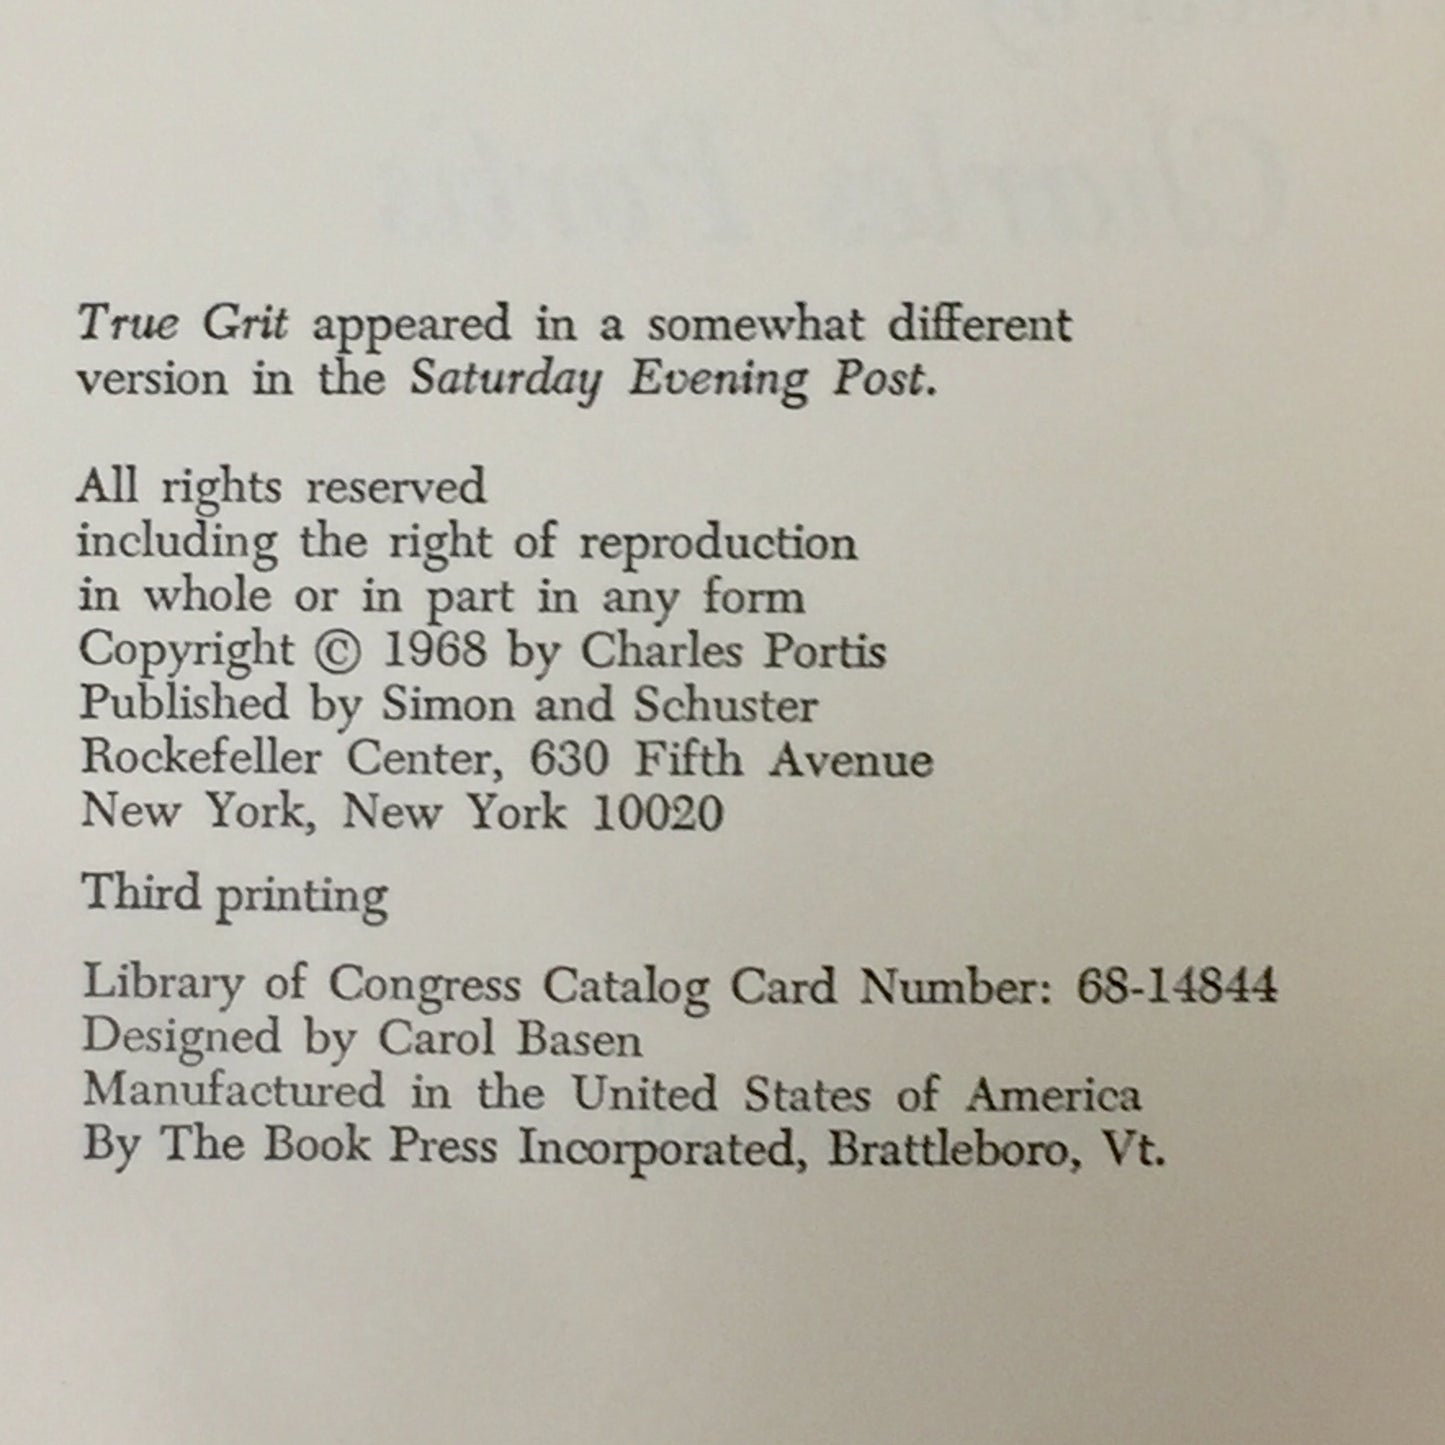 True Grit appeared in a somewhat different
version in the Saturday Evening Post.
All rights reserved
including the right of reproduction
in whole or in part in any form
Copyright © 1968 by Charles Portis
Published by Simon and Schuster
Rockefeller Center, 630 Fifth Avenue
New York, New York 10020
Third printing
Library of Congress Catalog Card Number: 68-14844
Designed by Carol Basen
Manufactured in the United States of America
By The Book Press Incorporated, Brattleboro, Vt.